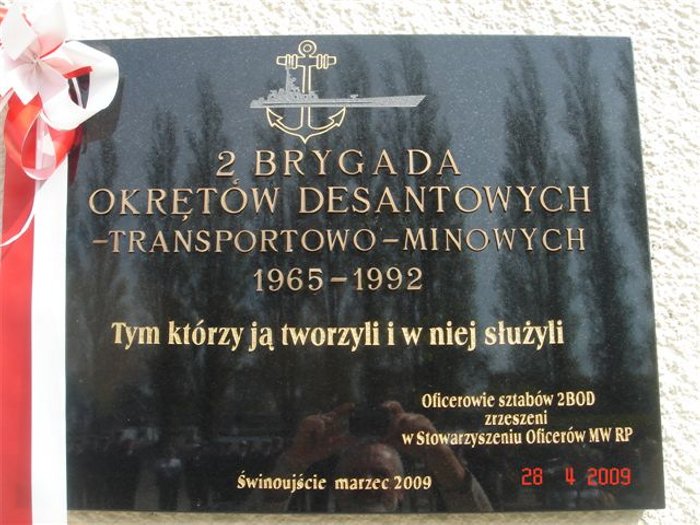 2 BRYGADA
OKRĘTÓW DESANTOWYCH
-TRANSPORTOWO-MINOWYCH
1965-1992
Tym którzy ją tworzyli i w niej służyli
Oficerowie sztabów 2BOD
zrzeszeni
w Stowarzyszeniu Oficerów MW RP
Świnoujście marzec 2009
28 4 2009